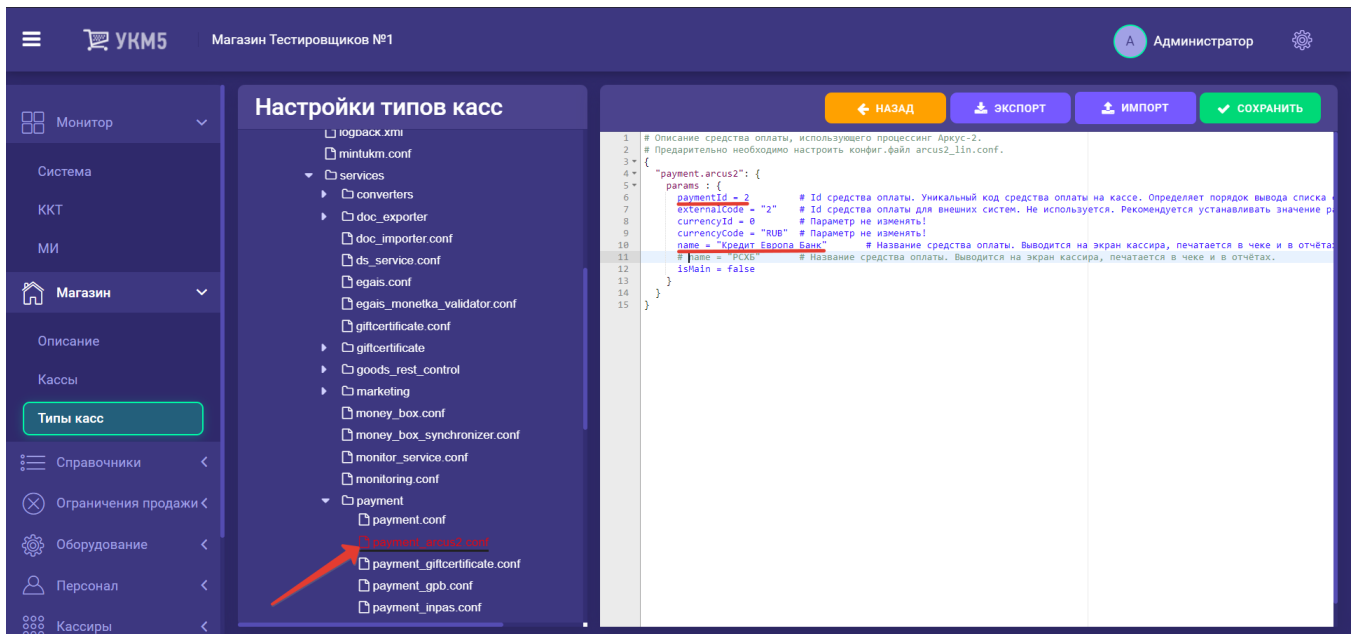 УКМ5
Магазин Тестировщиков №1
А
Администратор
Монитор
Система
ККТ
МИ
Магазин
Описание
Кассы
Типы касс
Справочники
Ограничения продажи
Оборудование
Персонал
Кассиры
Настройки типов касс
logback.xml
mintukm.conf
services
converters
doc_exporter
doc_importer.conf
ds_service.conf
egais.conf
egais_monetka_validator.conf
giftcertificate.conf
giftcertificate
goods_rest_control
marketing
money_box.conf
money_box_synchronizer.conf
monitor_service.conf
monitoring.conf
payment
payment.conf
payment_arcus2.conf
payment_giftcertificate.conf
payment_gpb.conf
payment_inpas.conf
НАЗАД
ЭКСПОРТ
ИМПОРТ
СОХРАНИТЬ
1 # Описание средства оплаты, использующего процессинг Аркус-2.
2 # Предарительно необходимо настроить конфиг.файл arcus2_lin.conf.
3 {
4 "payment.arcus2": {
5 params : {
6 paymentId = 2 # Id средства оплаты. Уникальный код средства оплаты на кассе. Определяет порядок вывода списка
7 externalCode = "2" # Id средства оплаты для внешних систем. Не используется. Рекомендуется устанавливать значение
8 currencyId = 0 # Параметр не изменять!
9 currencyCode = "RUB" # Параметр не изменять!
10 name = "Кредит Европа Банк" # Название средства оплаты. Выводится на экран кассира, печатается в чеке и в отчёта
11 # name = "РСХБ" # Название средства оплаты. Выводится на экран кассира, печатается в чеке и в отчётах.
12 isMain = false
13 }
14 }
15 }